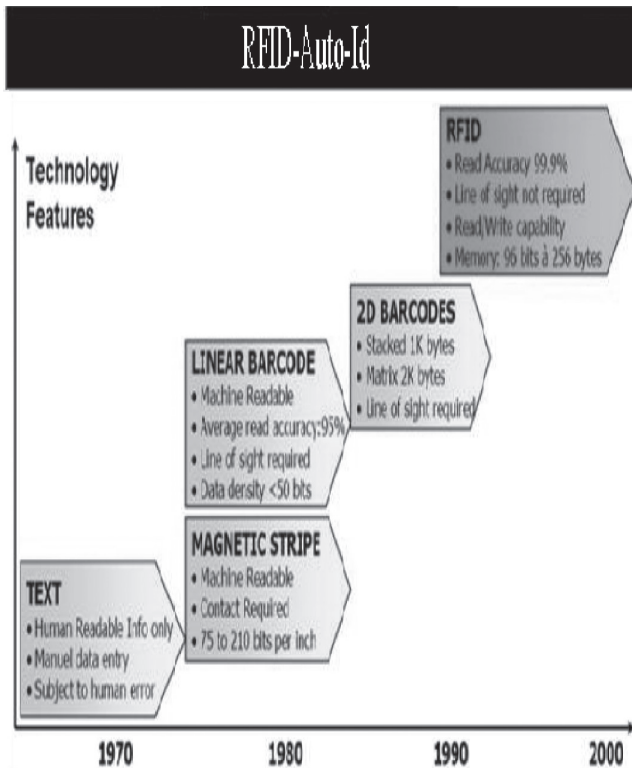 RFID-Auto-Id
Technology
Features
RFID
• Read Accuracy 99.9%
• Line of sight not required
• Read/Write capability
• Memory: 96 bits à 256 bytes
2D BARCODES
• Stacked 1K bytes
• Matrix 2K bytes
• Line of sight required
LINEAR BARCODE
• Machine Readable
• Average read accuracy:95%
• Line of sight required
• Data density <50 bits
MAGNETIC STRIPE
• Machine Readable
• Contact Required
• 75 to 210 bits per inch
TEXT
• Human Readable Info only
• Manuel data entry
• Subject to human error
1970 1980 1990 2000